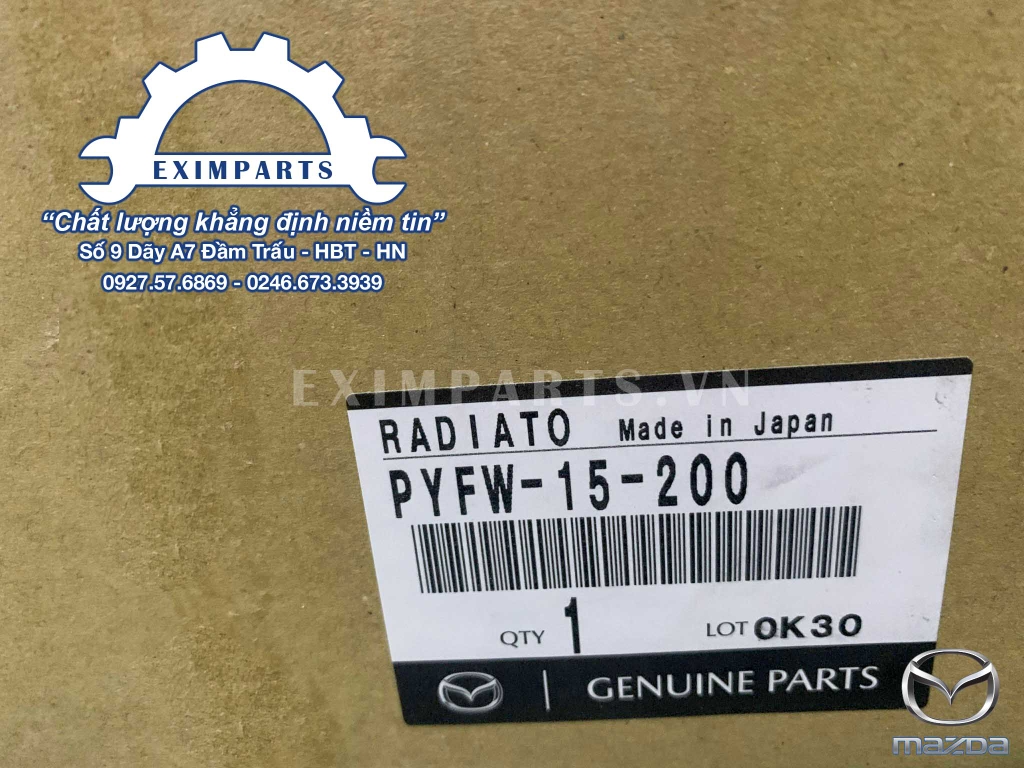 EXIMPARTS
“Chất lượng khẳng định niềm tin”
Số 9 Dãy A7 Đầm Trấu - HBT - HN
0927.57.6869 - 0246.673.3939
EXIMPARTS.VN
RADIATO Made in Japan
PYFW-15-200
QTY 1 LOT 0K30
GENUINE PARTS
mazda